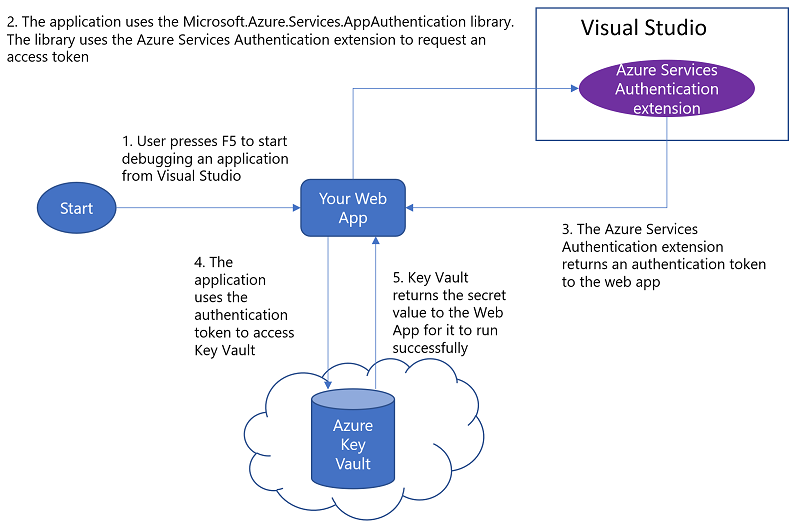 2. The application uses the Microsoft.Azure.Services.AppAuthentication library.
The library uses the Azure Services Authentication extension to request an
access token
Visual Studio
Azure Services
Authentication
extension
1. User presses F5 to start
debugging an application
from Visual Studio
Start
Your Web
App
3. The Azure Services
Authentication extension
returns an authentication token
to the web app
4. The
application
uses the
authentication
token to access
Key Vault
5. Key Vault
returns the secret
value to the Web
App for it to run
successfully
Azure
Key
Vault